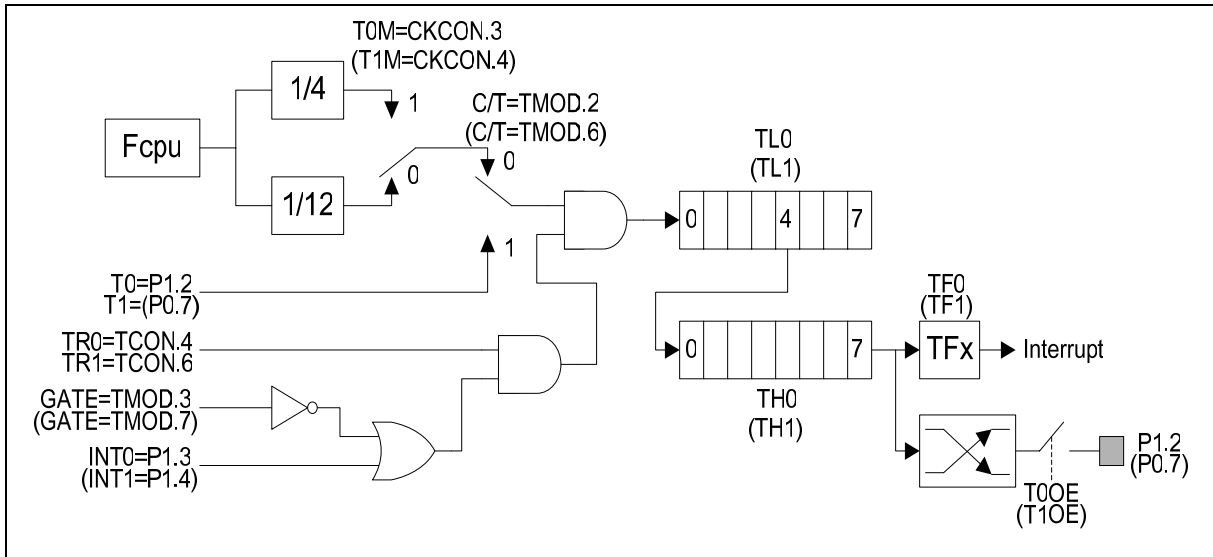 T0M=CKCON.3
(T1M=CKCON.4)
1/4
1
C/T=TMOD.2
(C/T=TMOD.6)
Fcpu
0
0
1/12
TL0
(TL1)
0
4
7
1
T0=P1.2
T1=(P0.7)
TF0
(TF1)
TR0=TCON.4
TR1=TCON.6
0
7
TFx
Interrupt
TH0
(TH1)
GATE=TMOD.3
(GATE=TMOD.7)
INT0=P1.3
(INT1=P1.4)
P1.2
(P0.7)
T0OE
(T1OE)